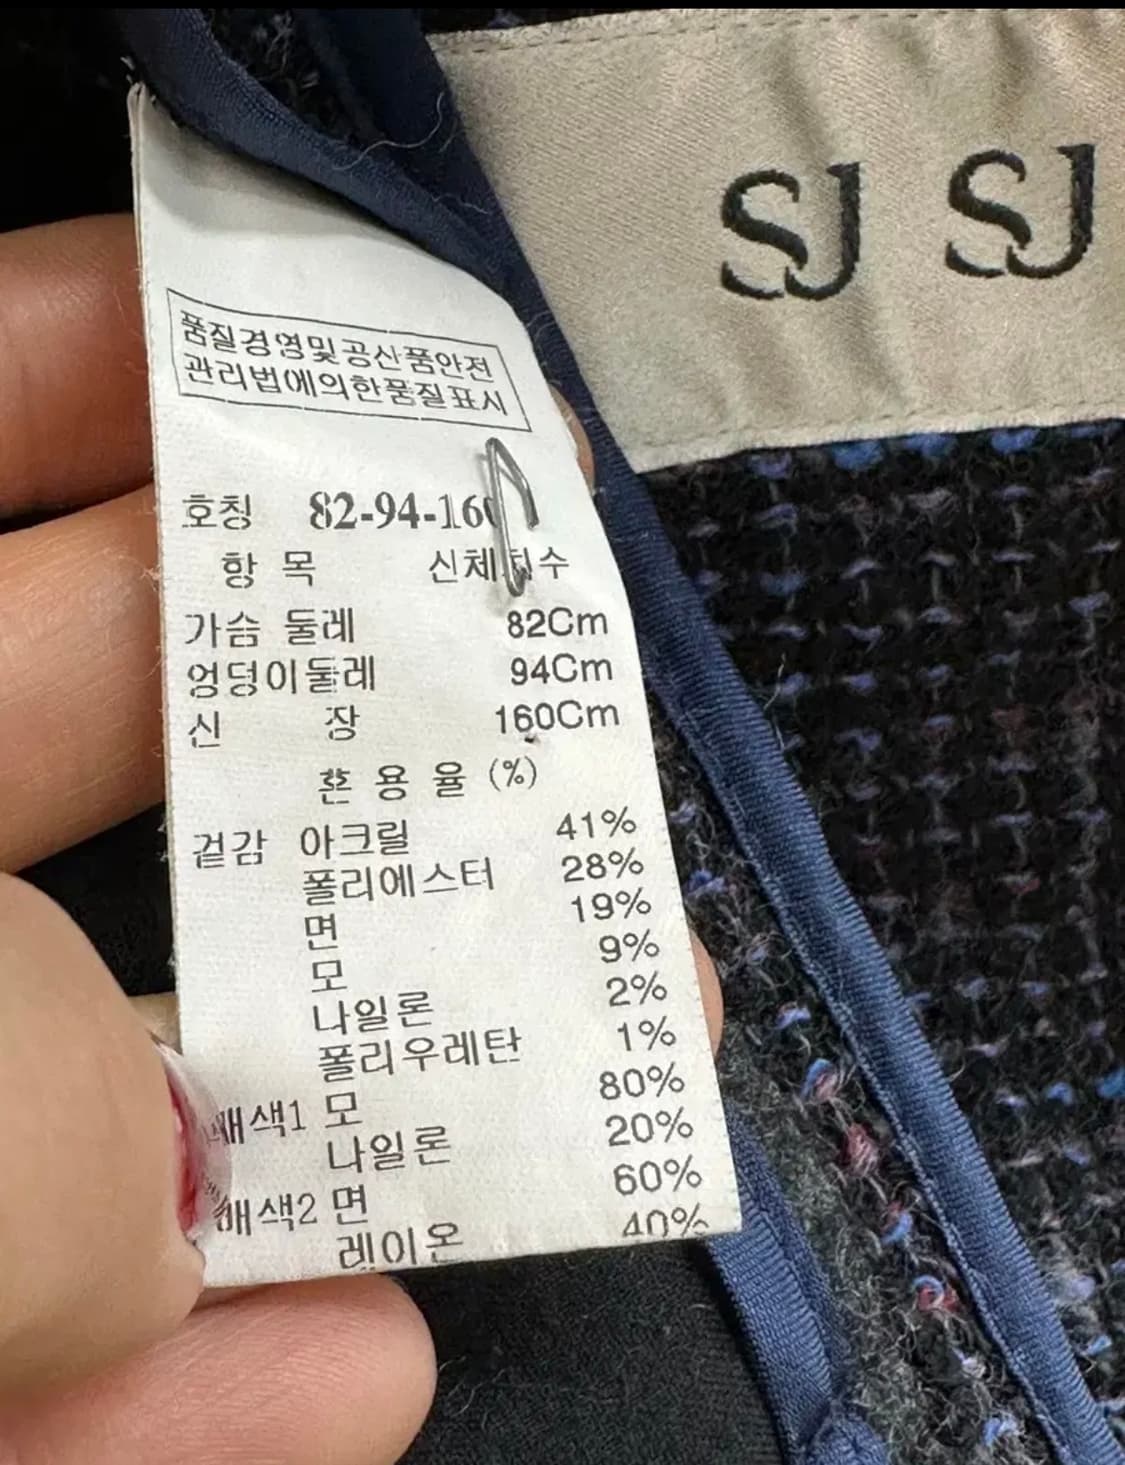 SJ SJ
품질경영및공산품안전
관리법에의한품질표시
호칭 82-94-160
항 목 신체치수
가슴 둘레 82Cm
엉덩이둘레 94Cm
신 장 160Cm
혼 용 율 (%)
겉감 아크릴 41%
폴리에스터 28%
면 19%
모 9%
나일론 2%
폴리우레탄 1%
배색1 모 80%
나일론 20%
배색2 면 60%
레이온 40%